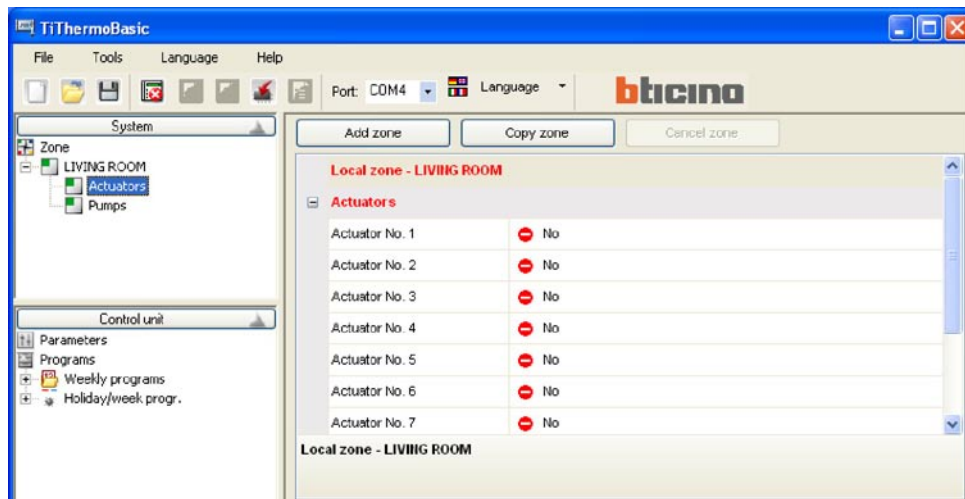 TiThermoBasic
File Tools Language Help
Port: COM4 Language bticino
System
Zone
LIVING ROOM
Actuators
Pumps
Control unit
Parameters
Programs
Weekly programs
Holiday/week progr.
Add zone Copy zone Cancel zone
Local zone - LIVING ROOM
Actuators
Actuator No. 1 No
Actuator No. 2 No
Actuator No. 3 No
Actuator No. 4 No
Actuator No. 5 No
Actuator No. 6 No
Actuator No. 7 No
Local zone - LIVING ROOM